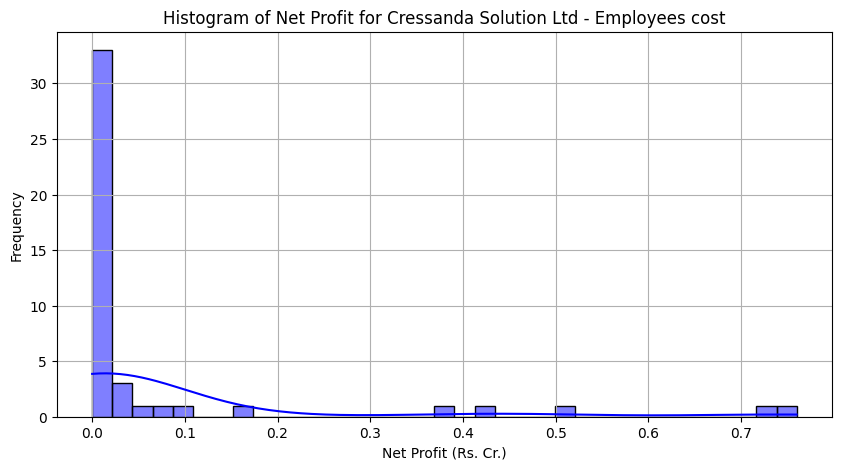 Histogram of Net Profit for Cressanda Solution Ltd - Employees cost
Frequency
30
25
20
15
10
5
0
0.0 0.1 0.2 0.3 0.4 0.5 0.6 0.7
Net Profit (Rs. Cr.)